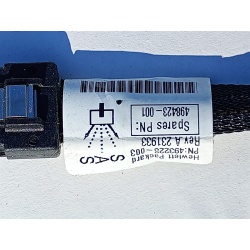 Hewlett Packard
PN:493228-003
Rev.A 231933
Spares PN:
498423-001
SAS